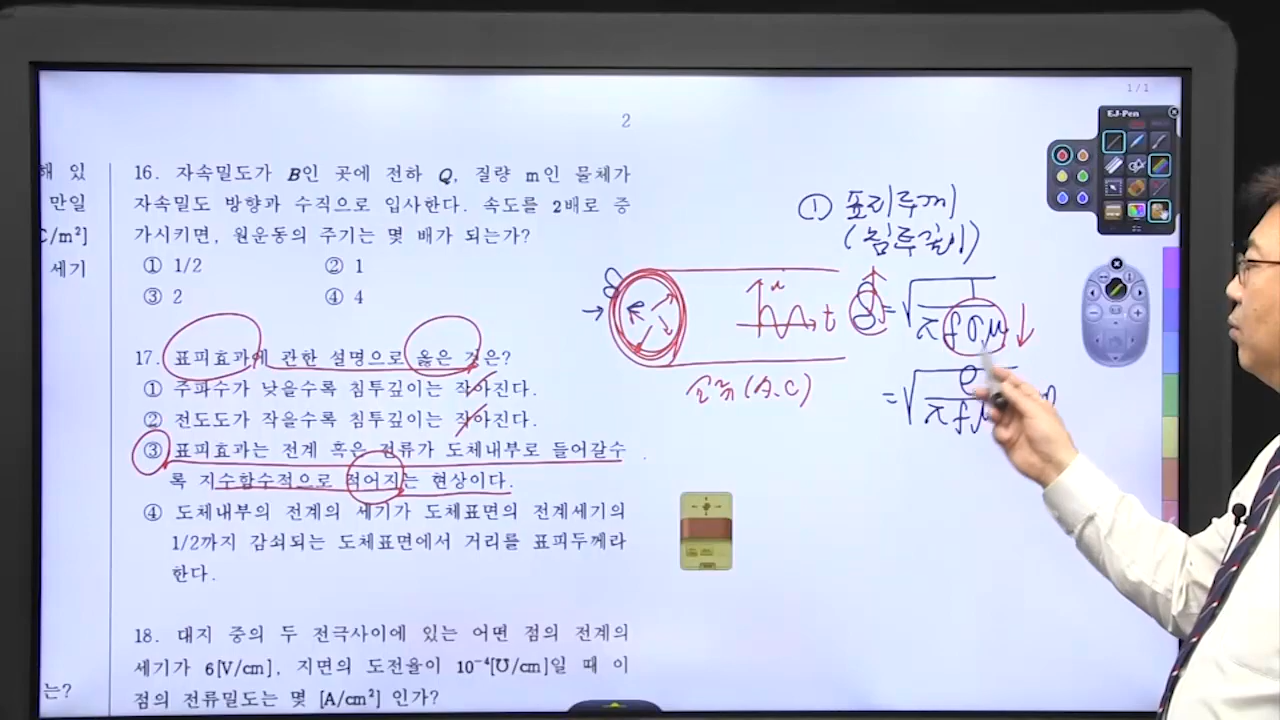 1/1
EJ-Pen
2
해 있
만일
C/m²]
세기
는?
16. 자속밀도가 B인 곳에 전하 Q, 질량 m인 물체가
자속밀도 방향과 수직으로 입사한다. 속도를 2배로 증
가시키면, 원운동의 주기는 몇 배가 되는가?
① 1/2 ② 1
③ 2 ④ 4
17. 표피효과에 관한 설명으로 옳은 것은?
① 주파수가 낮을수록 침투깊이는 작아진다.
② 전도도가 작을수록 침투깊이는 작아진다.
③ 표피효과는 전계 혹은 전류가 도체내부로 들어갈수
록 지수함수적으로 적어지는 현상이다.
④ 도체내부의 전계의 세기가 도체표면의 전계세기의
1/2까지 감쇠되는 도체표면에서 거리를 표피두께라
한다.
18. 대지 중의 두 전극사이에 있는 어떤 점의 전계의
세기가 6[V/cm], 지면의 도전율이 10⁻⁴[℧/cm]일 때 이
점의 전류밀도는 몇 [A/cm²] 인가?
① 표피두께
(침투깊이)
δ = √1/πfσμ
= √ρ/πfμ m
δ
i
t
교류(A.C)